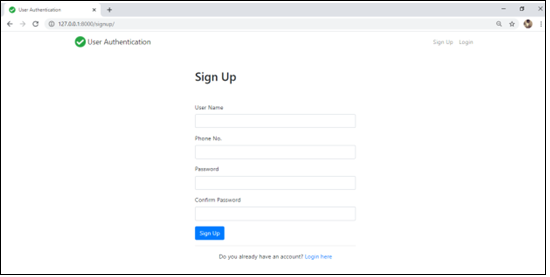 User Authentication
127.0.0.1:8000/signup/
User Authentication
Sign Up Login
Sign Up
User Name
Phone No.
Password
Confirm Password
Sign Up
Do you already have an account? Login here